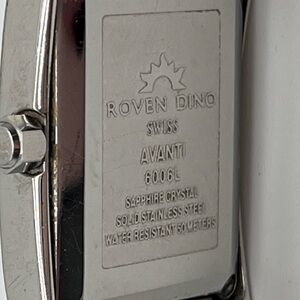 ROVEN DINO
SWISS
AVANTI
6006L
SAPPHIRE CRYSTAL
SOLID STAINLESS STEEL
WATER RESISTANT 50 METERS